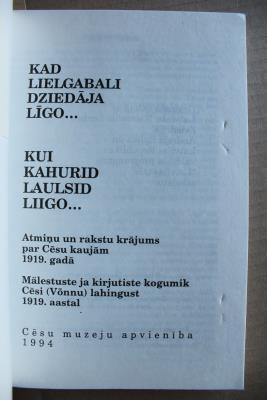 KAD
LIELGABALI
DZIEDĀJA
LĪGO...
KUI
KAHURID
LAULSID
LIIGO...
Atmiņu un rakstu krājums
par Cēsu kaujām
1919. gadā
Mälestuste ja kirjutiste kogumik
Cēsi (Võnnu) lahingust
1919. aastal
Cēsu muzeju apvienība
1994